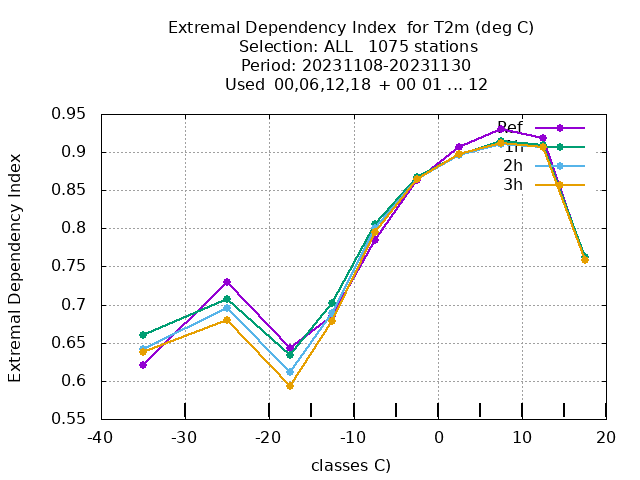 Extremal Dependency Index  for T2m (deg C)
Selection: ALL   1075 stations
Period: 20231108-20231130
Used  00,06,12,18  + 00 01 ... 12
Extremal Dependency Index
0.95
0.9
0.85
0.8
0.75
0.7
0.65
0.6
0.55
Ref
1h
2h
3h
-40 -30 -20 -10 0 10 20
classes C)